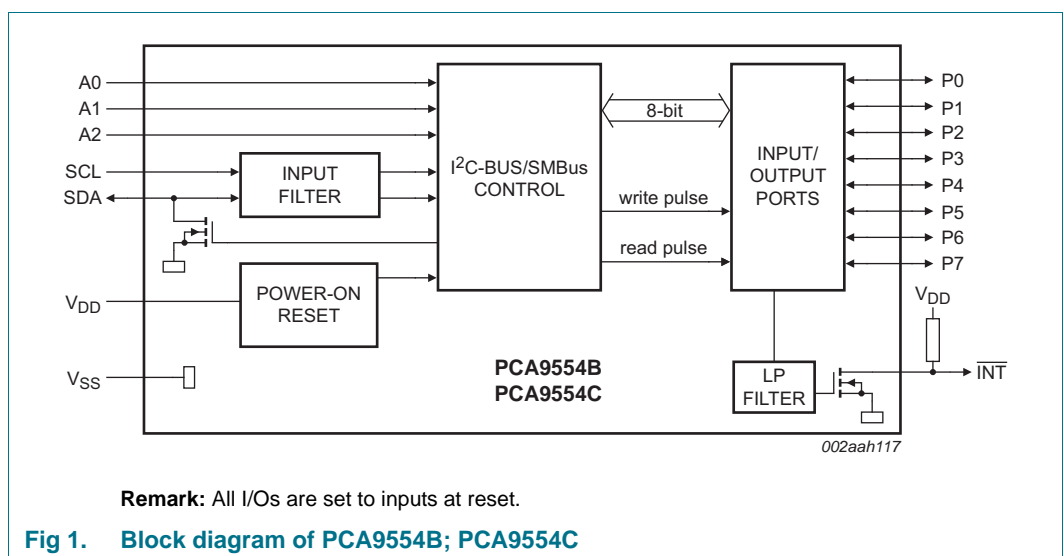 A0
A1
A2
SCL
SDA
VDD
VSS
INPUT
FILTER
POWER-ON
RESET
I2C-BUS/SMBus
CONTROL
8-bit
write pulse
read pulse
INPUT/
OUTPUT
PORTS
P0
P1
P2
P3
P4
P5
P6
P7
VDD
INT
LP
FILTER
PCA9554B
PCA9554C
002aah117
Remark: All I/Os are set to inputs at reset.
Fig 1. Block diagram of PCA9554B; PCA9554C